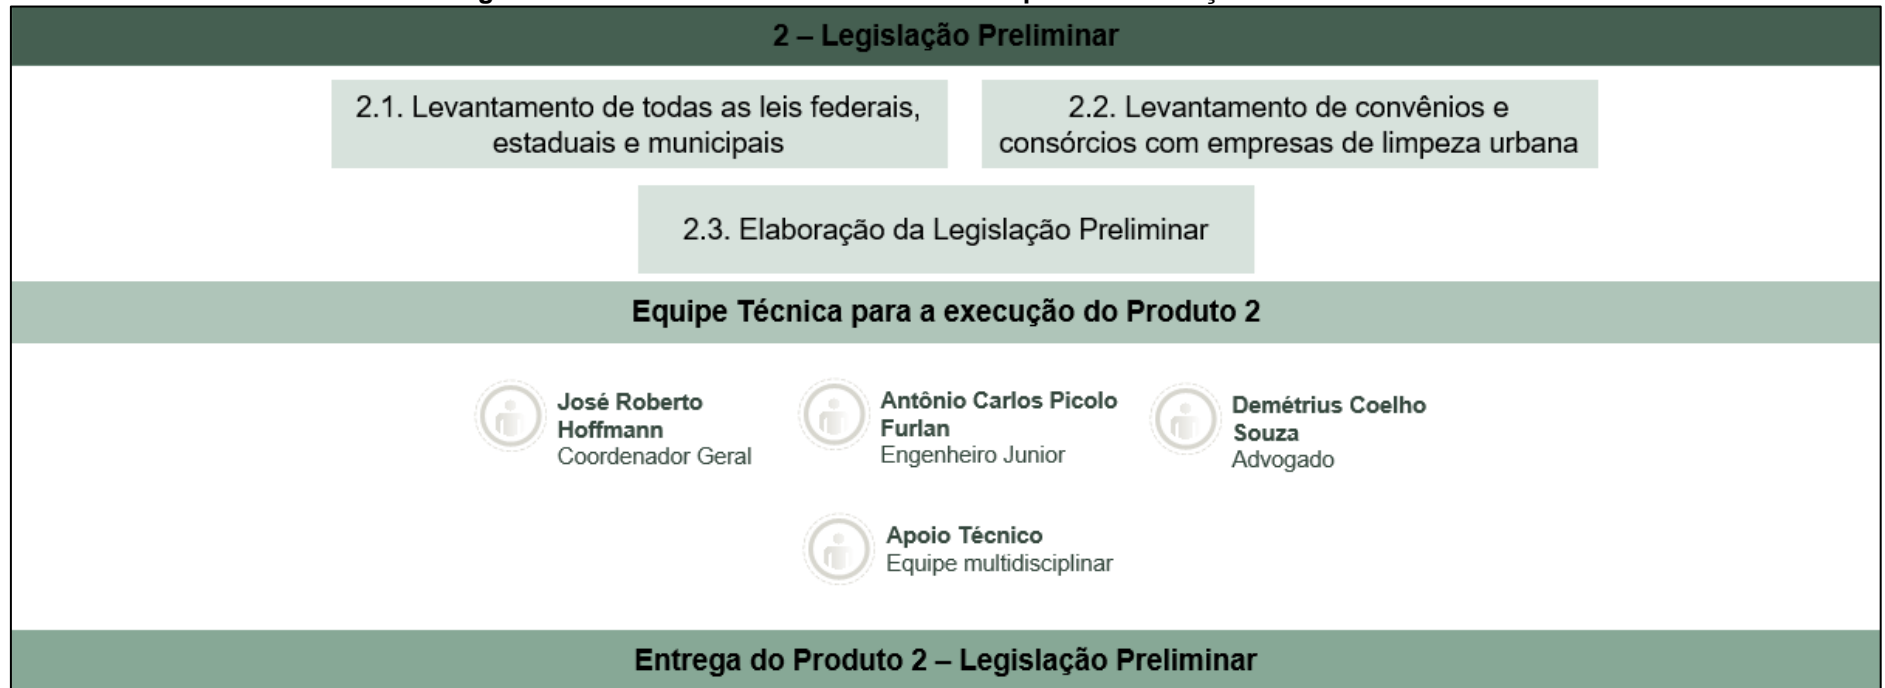 2 – Legislação Preliminar
2.1. Levantamento de todas as leis federais,
estaduais e municipais
2.2. Levantamento de convênios e
consórcios com empresas de limpeza urbana
2.3. Elaboração da Legislação Preliminar
Equipe Técnica para a execução do Produto 2
José Roberto
Hoffmann
Coordenador Geral
Antônio Carlos Picolo
Furlan
Engenheiro Junior
Demétrius Coelho
Souza
Advogado
Apoio Técnico
Equipe multidisciplinar
Entrega do Produto 2 – Legislação Preliminar